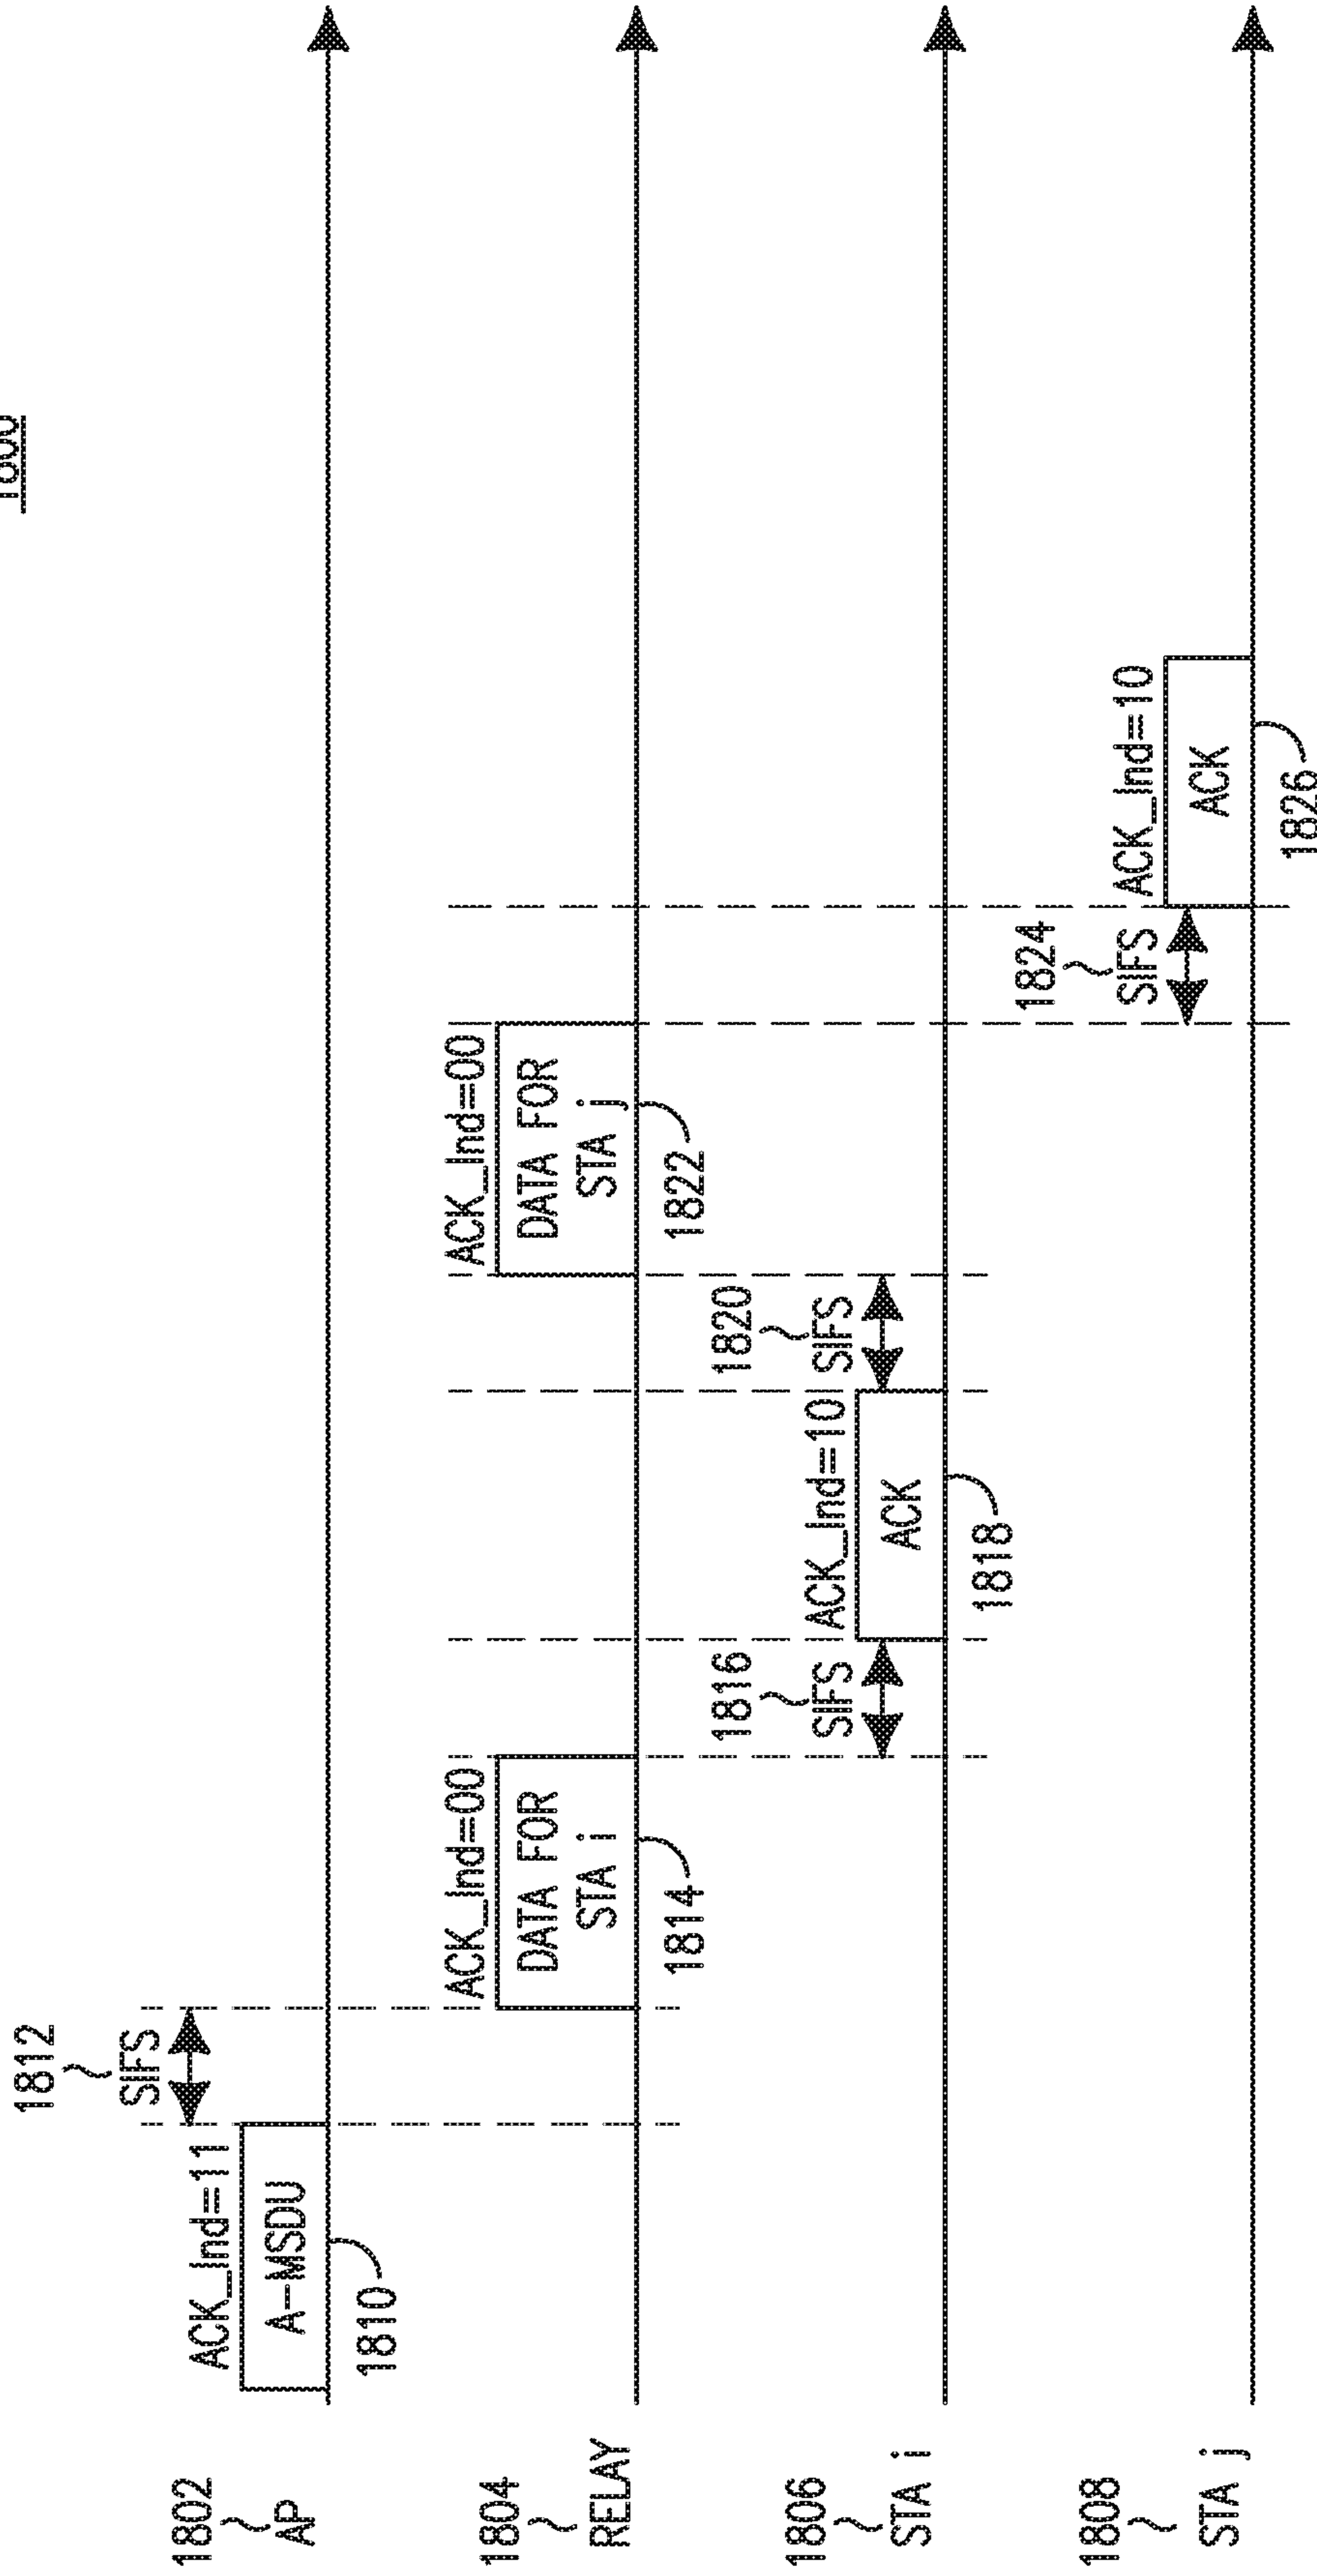 1800
1812
SIFS
ACK_Ind=11
A-MSDU
1810
1802
AP
ACK_Ind=00
DATA FOR
STA i
1814
ACK_Ind=00
DATA FOR
STA j
1822
1804
RELAY
1816
SIFS
ACK_Ind=10
ACK
1818
1820
SIFS
1806
STA i
1824
SIFS
ACK_Ind=10
ACK
1826
1808
STA j